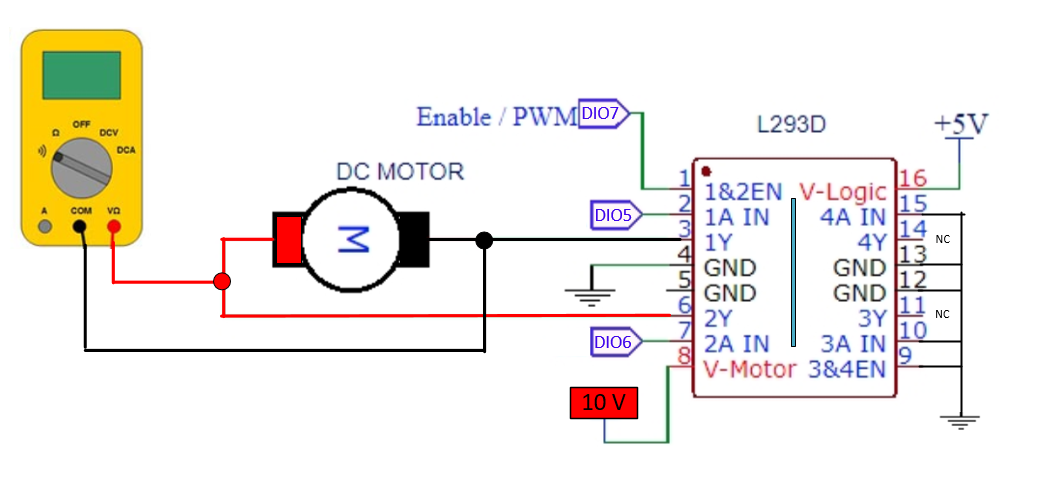 OFF
Ω
DCV
DCA
A
COM
VΩ
DC MOTOR
M
Enable / PWM
DIO7
DIO5
DIO6
10 V
L293D
+5V
1
1&2EN
V-Logic
16
2
1A IN
4A IN
15
3
1Y
4Y
14
NC
4
GND
GND
13
5
GND
GND
12
6
2Y
3Y
11
NC
7
2A IN
3A IN
10
8
V-Motor
3&4EN
9